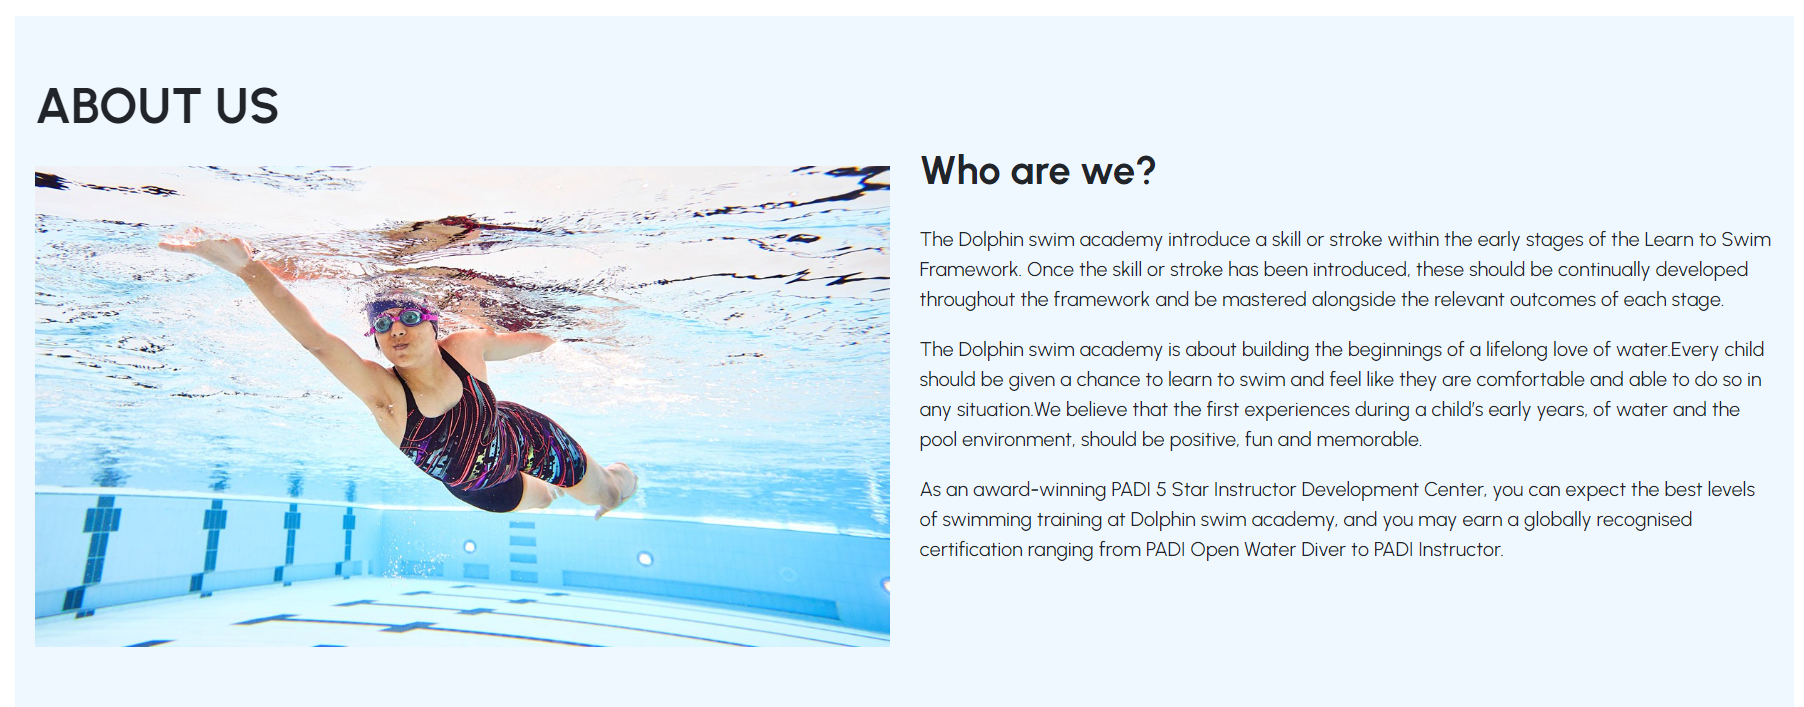 ABOUT US
Who are we?
The Dolphin swim academy introduce a skill or stroke within the early stages of the Learn to Swim
Framework. Once the skill or stroke has been introduced, these should be continually developed
throughout the framework and be mastered alongside the relevant outcomes of each stage.
The Dolphin swim academy is about building the beginnings of a lifelong love of water.Every child
should be given a chance to learn to swim and feel like they are comfortable and able to do so in
any situation.We believe that the first experiences during a child's early years, of water and the
pool environment, should be positive, fun and memorable.
As an award-winning PADI 5 Star Instructor Development Center, you can expect the best levels
of swimming training at Dolphin swim academy, and you may earn a globally recognised
certification ranging from PADI Open Water Diver to PADI Instructor.